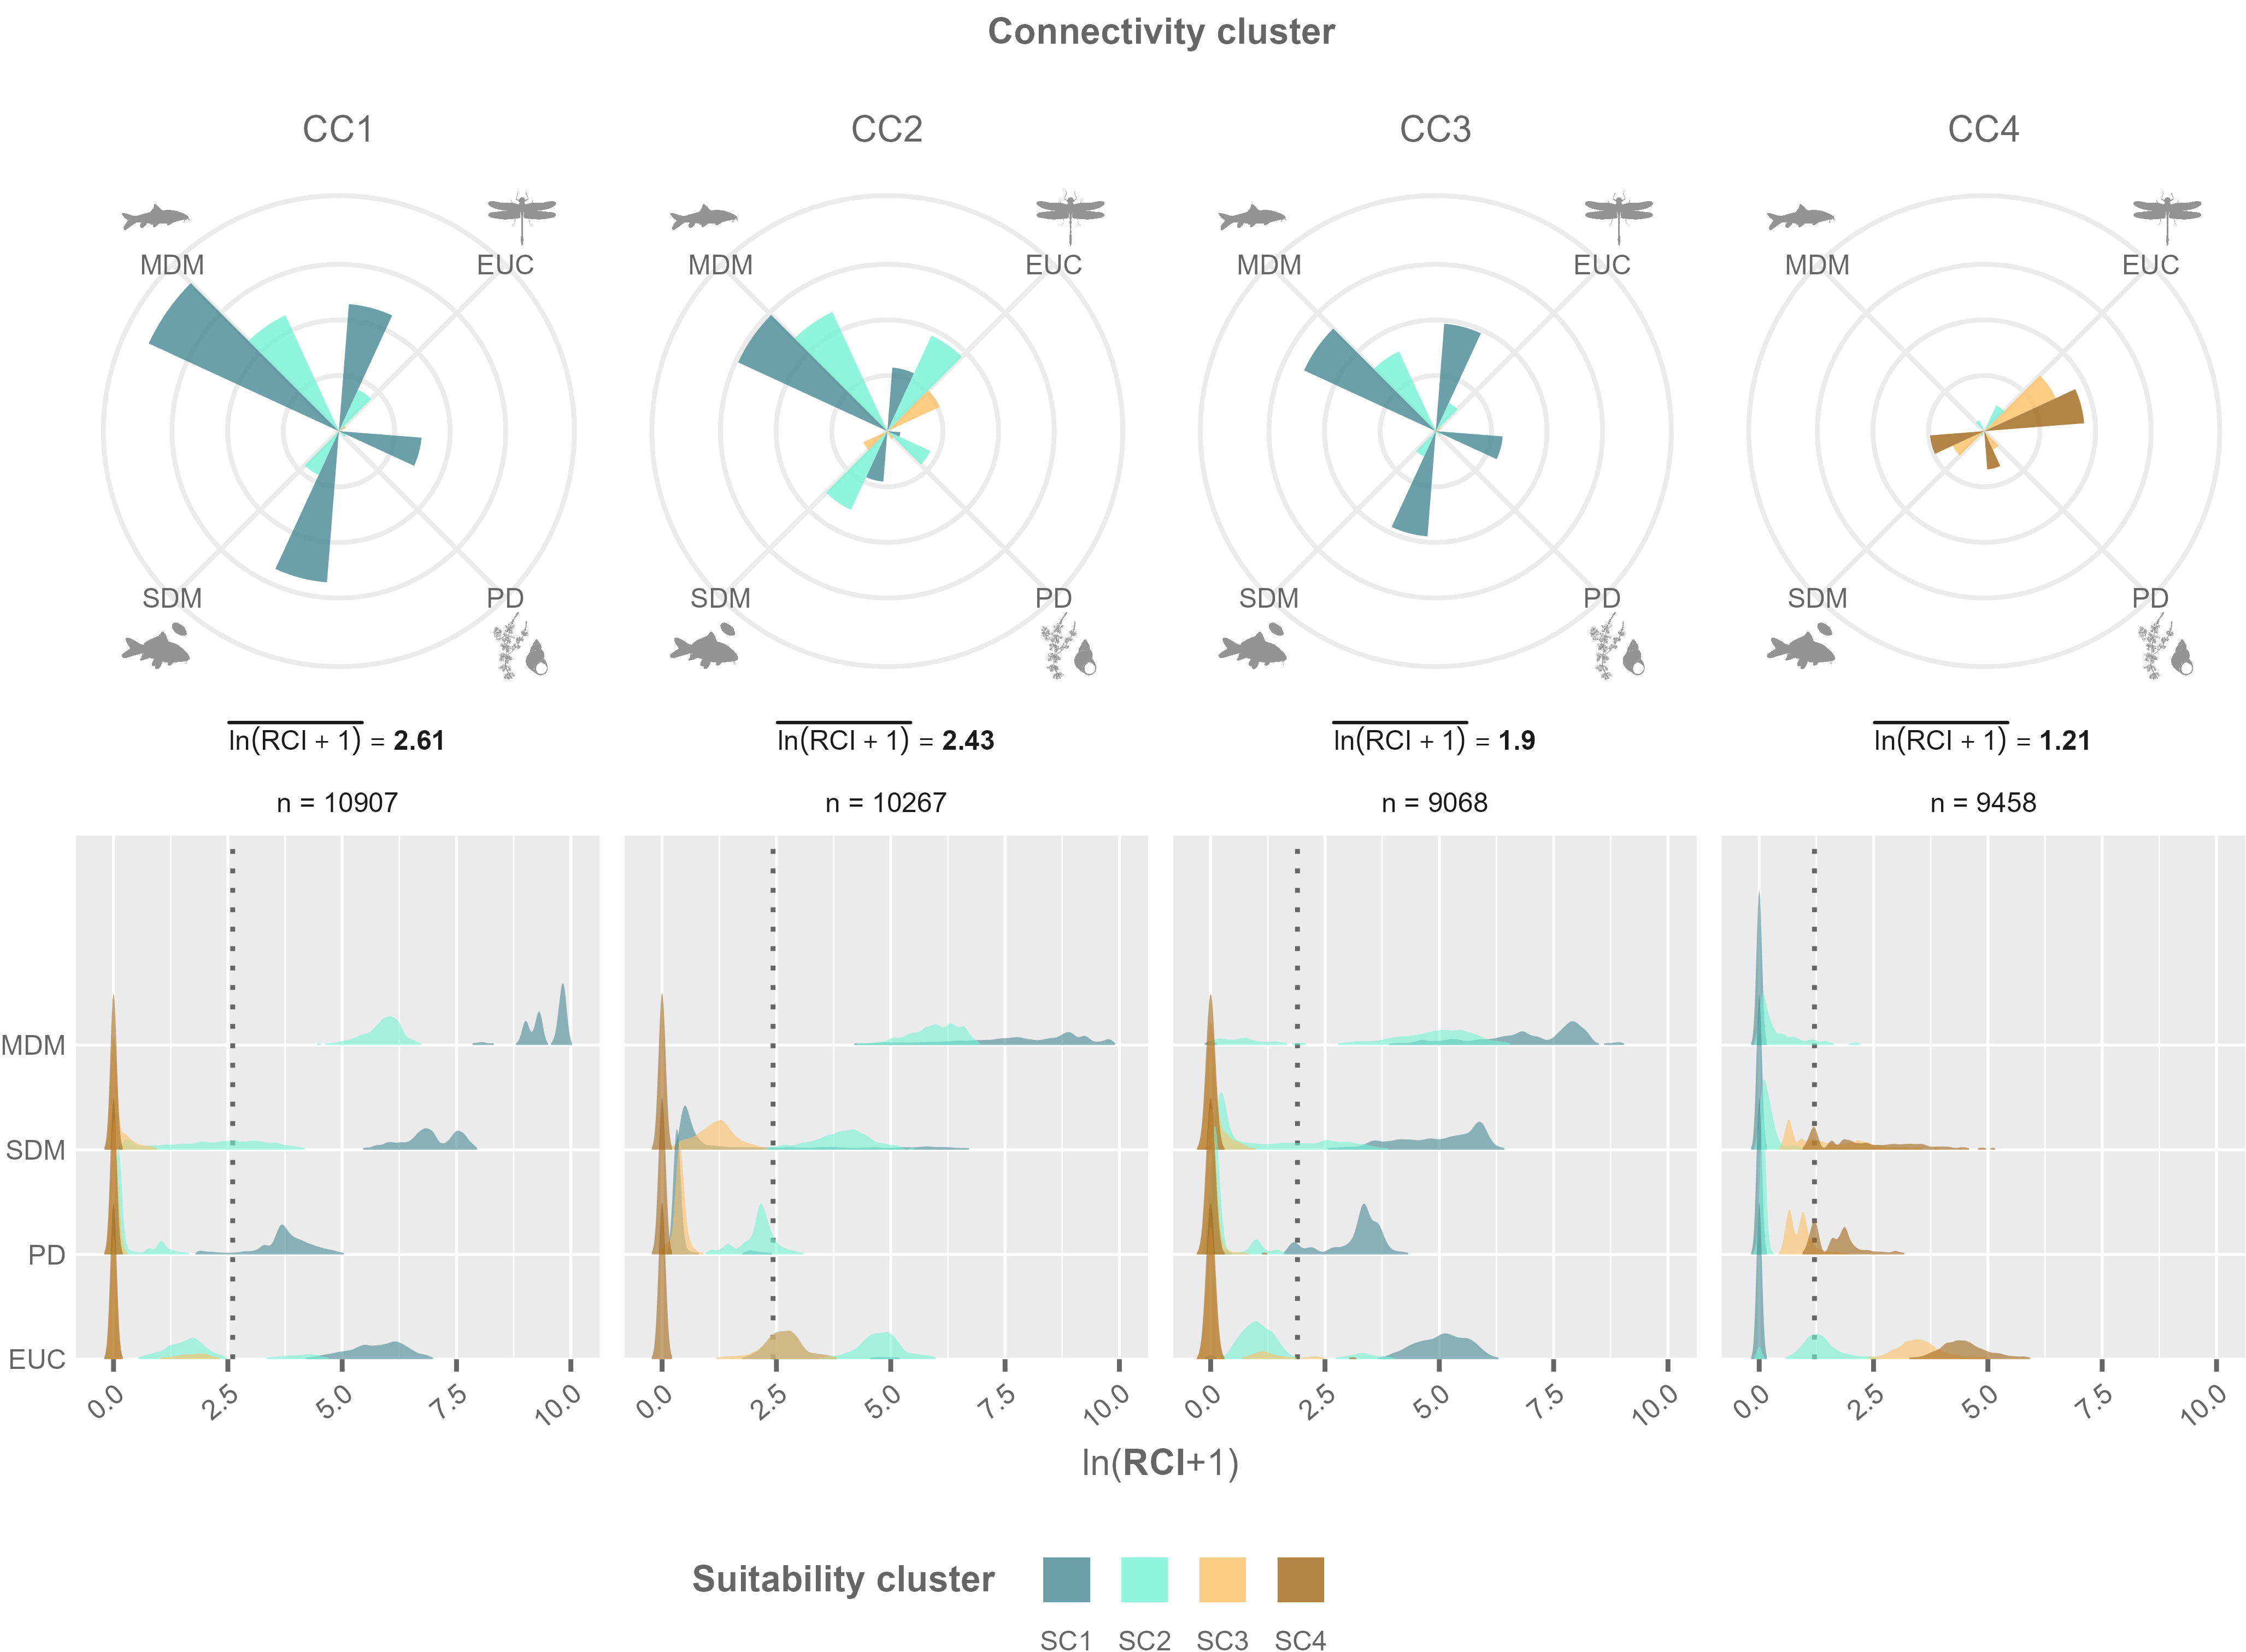 Connectivity cluster
CC1 CC2 CC3 CC4
MDM EUC MDM EUC MDM EUC MDM EUC
SDM PD SDM PD SDM PD SDM PD
ln(RCI + 1) = 2.61 ln(RCI + 1) = 2.43 ln(RCI + 1) = 1.9 ln(RCI + 1) = 1.21
n = 10907 n = 10267 n = 9068 n = 9458
MDM
SDM
PD
EUC
0.0 2.5 5.0 7.5 10.0 0.0 2.5 5.0 7.5 10.0 0.0 2.5 5.0 7.5 10.0 0.0 2.5 5.0 7.5 10.0
ln(RCI+1)
Suitability cluster
SC1 SC2 SC3 SC4